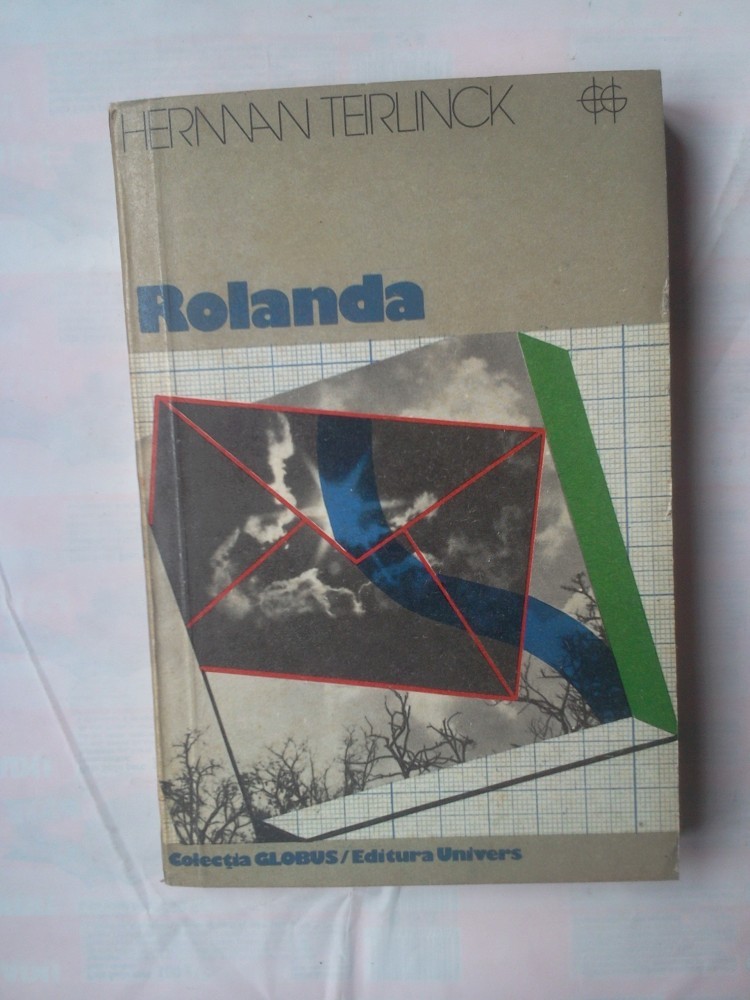 HERMAN TEIRLINCK
Rolanda
Colecția GLOBUS/Editura Univers